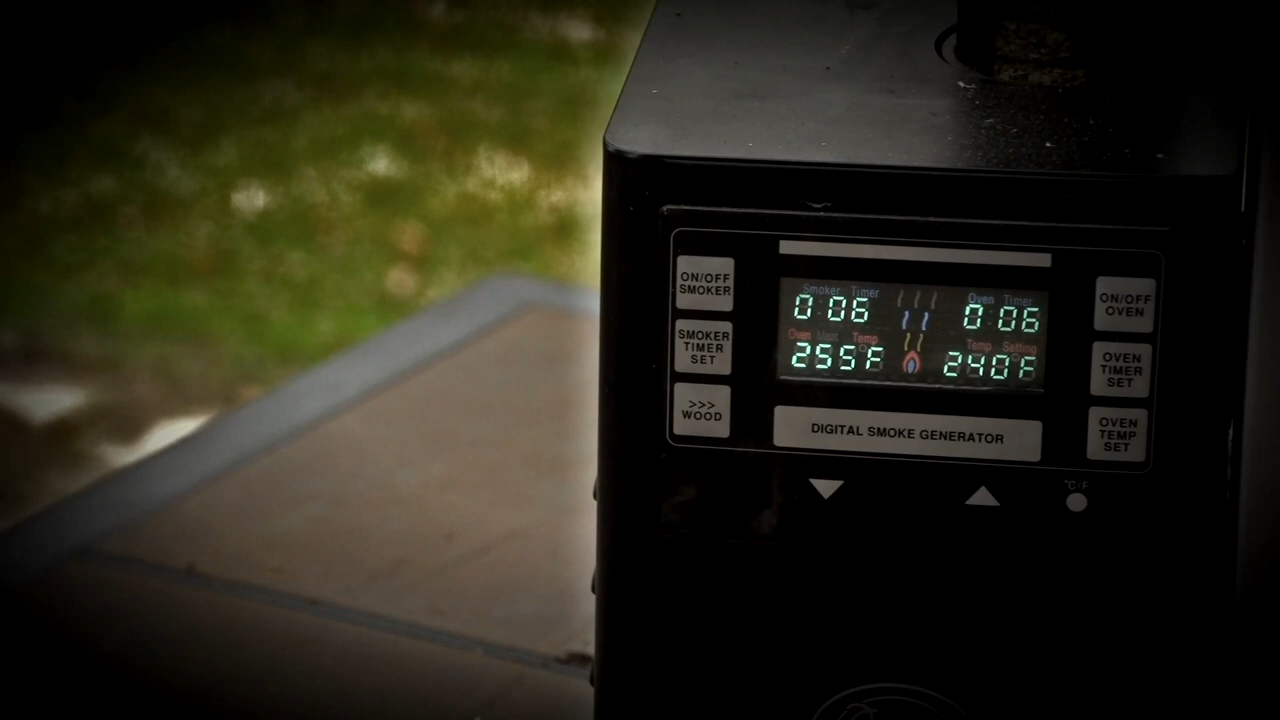 ON/OFF
SMOKER
SMOKER
TIMER
SET
>>>
WOOD
Smoker Timer
0:06
Oven Timer
0:06
Oven Meat Temp
255F
Temp Setting
240F
DIGITAL SMOKE GENERATOR
ON/OFF
OVEN
OVEN
TIMER
SET
OVEN
TEMP
SET
°C/F